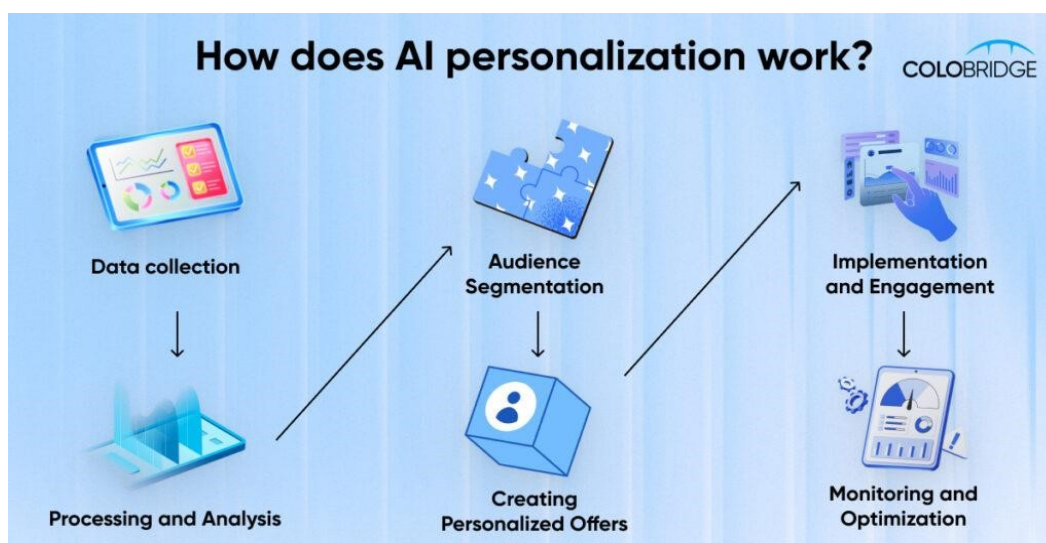 How does AI personalization work?
COLOBRIDGE
Data collection
Processing and Analysis
Audience
Segmentation
Creating
Personalized Offers
Implementation
and Engagement
Monitoring and
Optimization